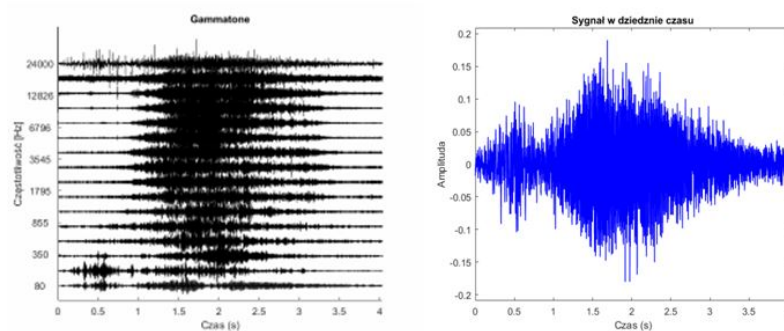 Gammatone
Częstotliwość [Hz]
24000
12826
6796
3545
1795
855
350
80
0 0.5 1 1.5 2 2.5 3 3.5 4
Czas (s)
Sygnał w dziedznie czasu
Amplituda
0.2
0.15
0.1
0.05
0
-0.05
-0.1
-0.15
-0.2
0 0.5 1 1.5 2 2.5 3 3.5
Czas (s)